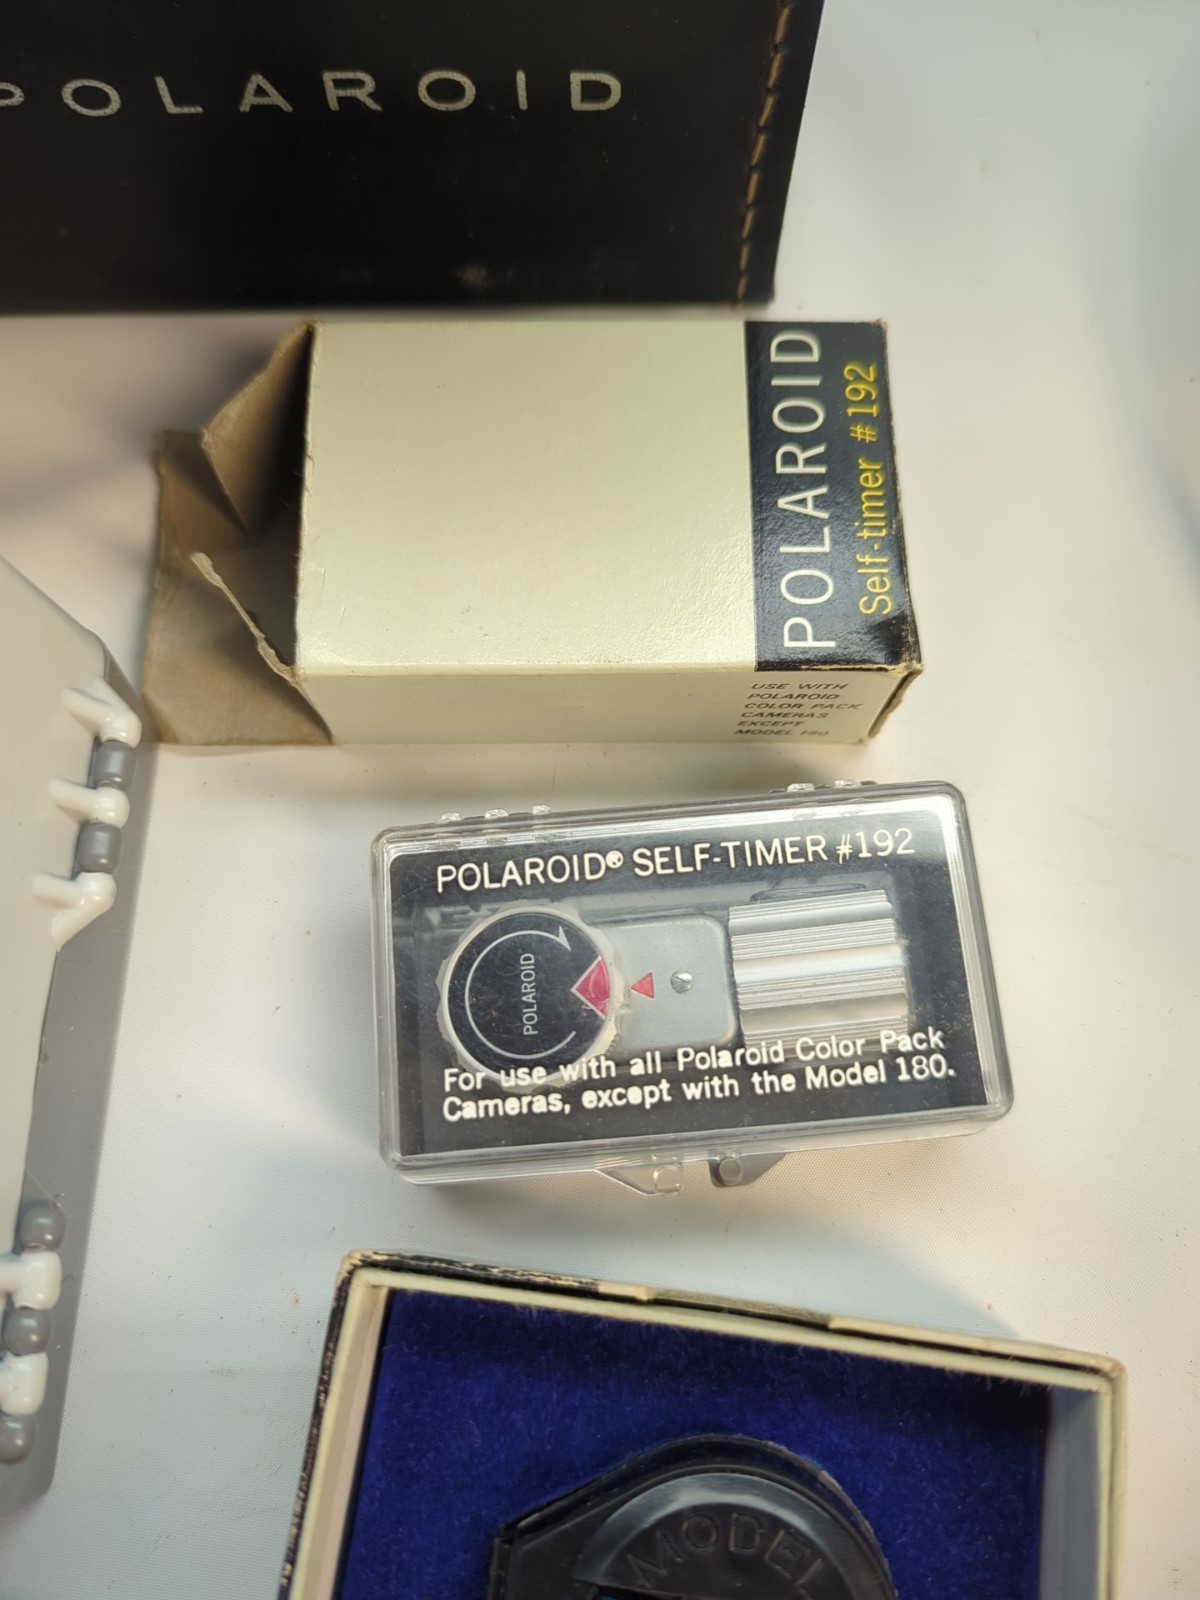 POLAROID
POLAROID
Self-timer #192
USE WITH
POLAROID
COLOR PACK
CAMERAS
EXCEPT
MODEL 180
POLAROID® SELF-TIMER #192
POLAROID
For use with all Polaroid Color Pack
Cameras, except with the Model 180.
MODEL